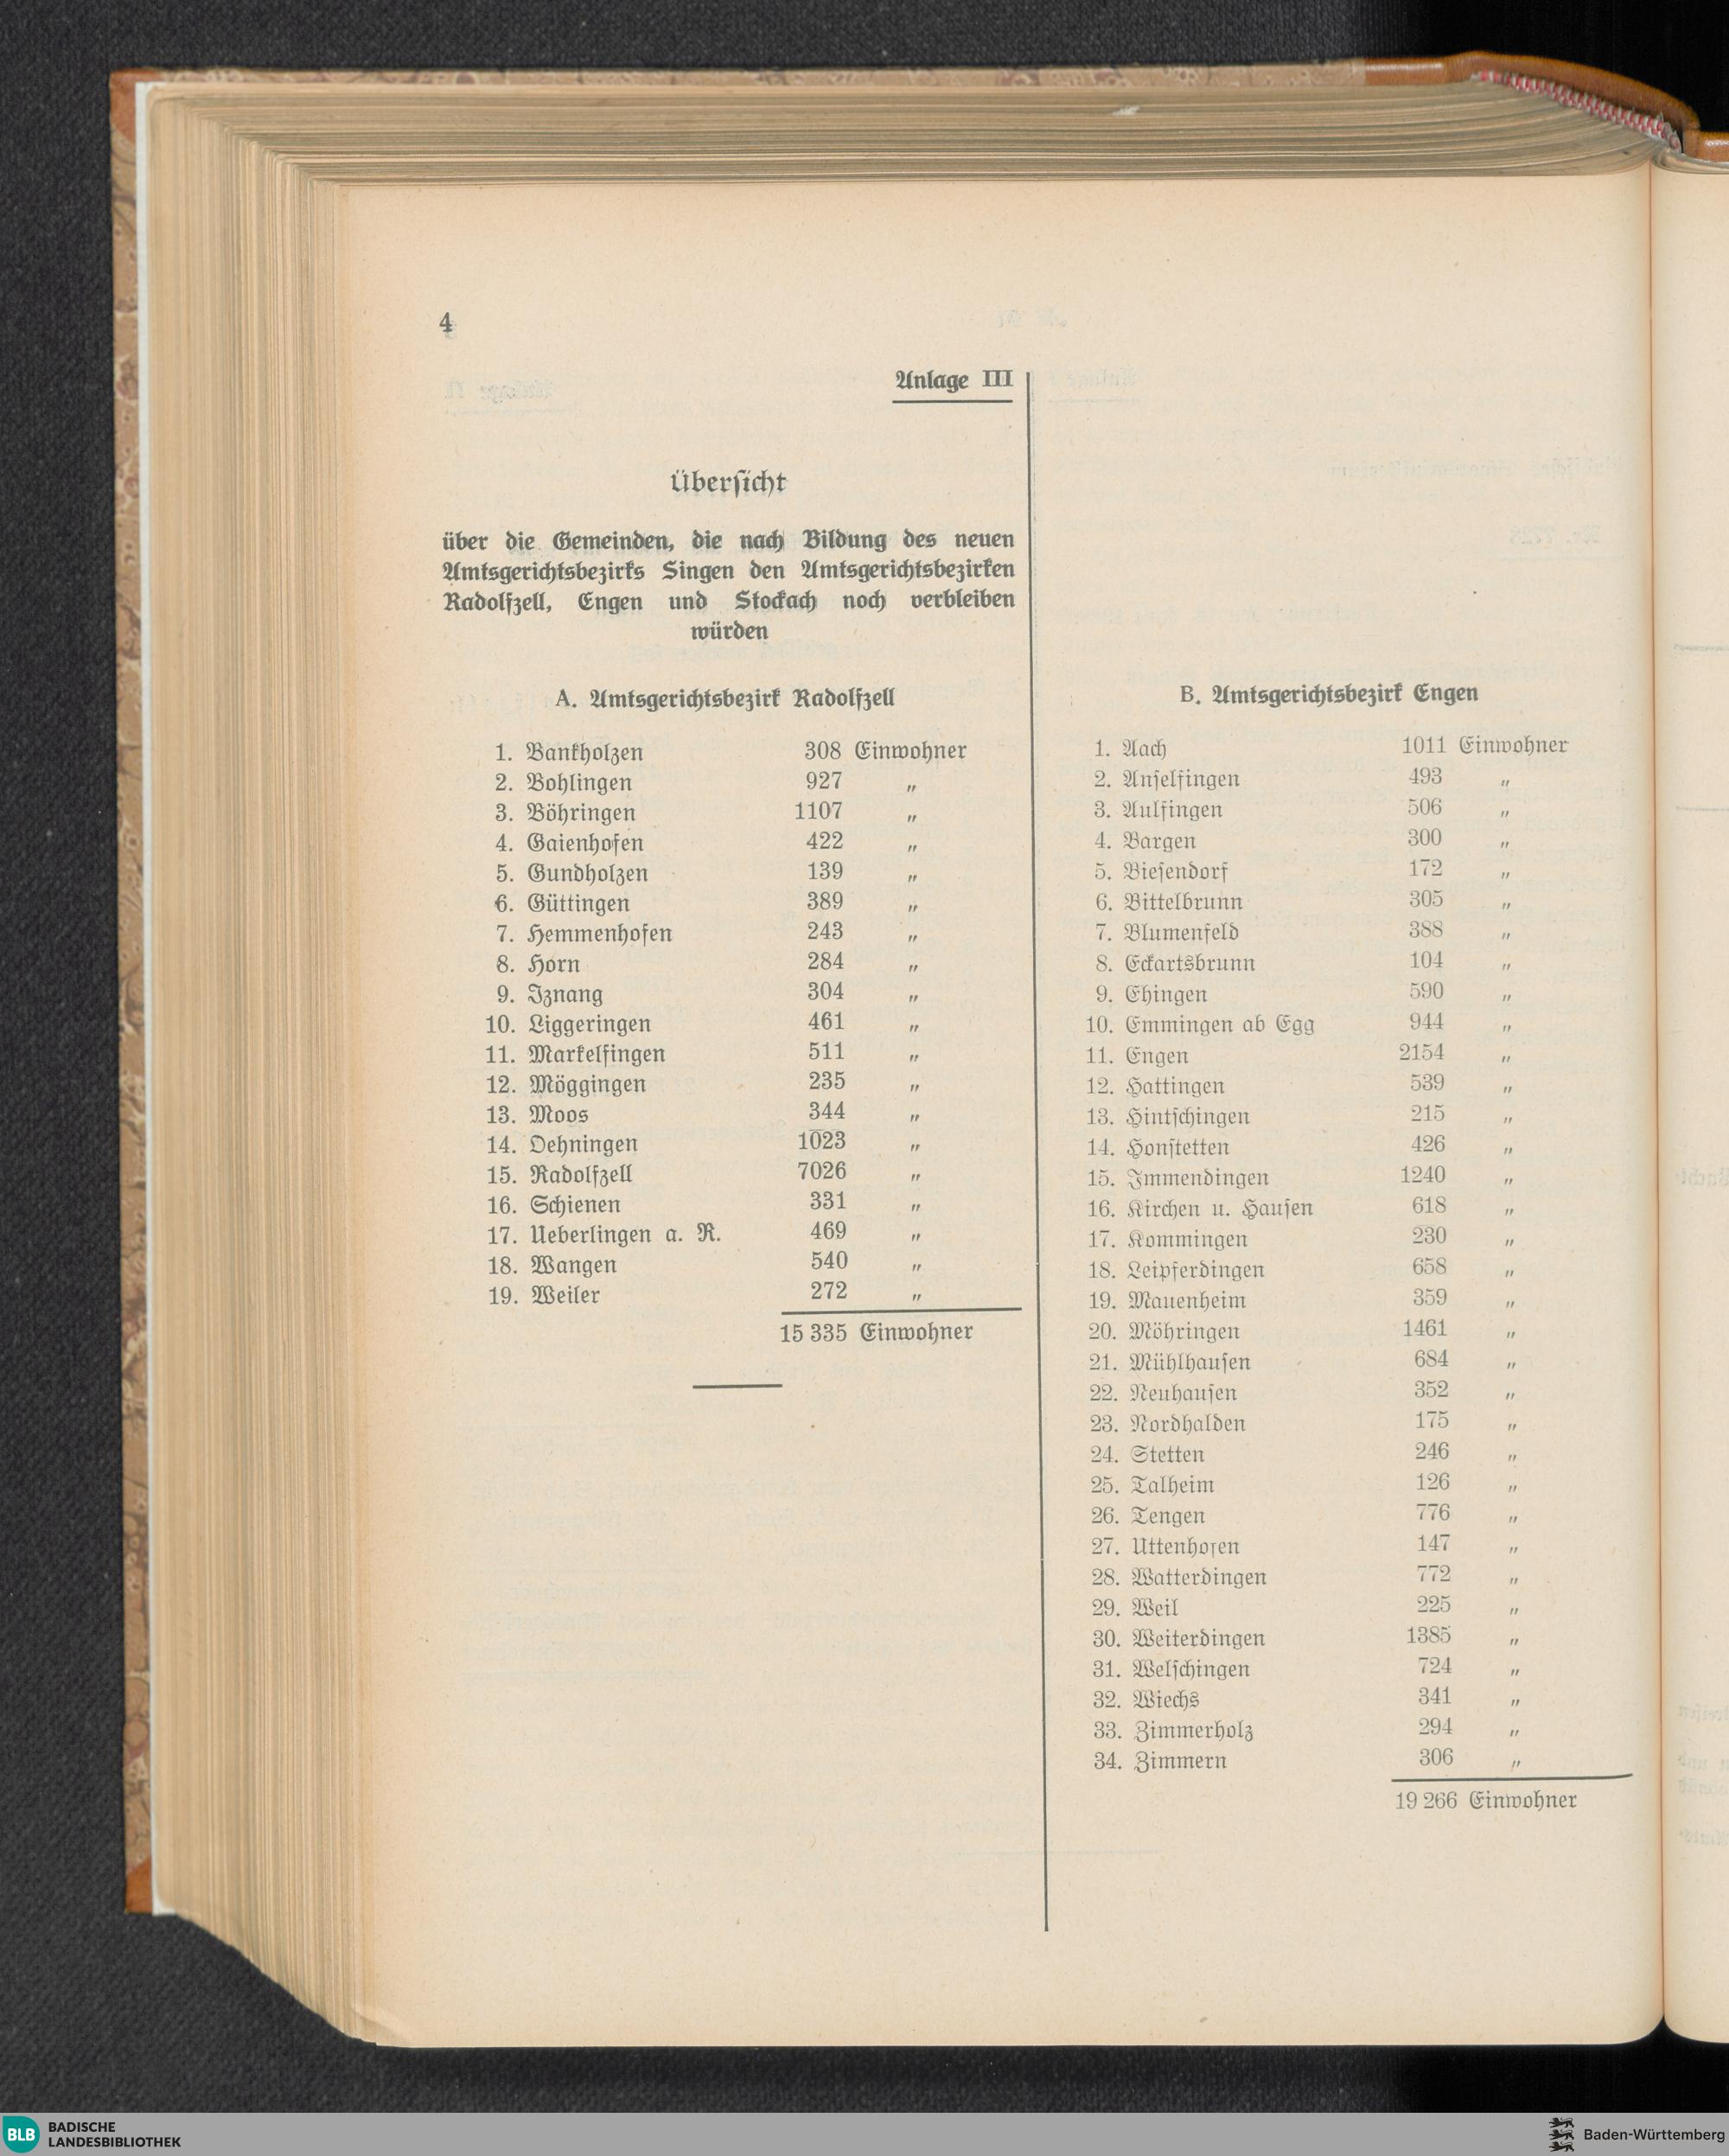 4
Anlage III
Übersicht
über die Gemeinden, die nach Bildung des neuen
Amtsgerichtsbezirks Singen den Amtsgerichtsbezirken
Radolfzell, Engen und Stockach noch verbleiben
würden
A. Amtsgerichtsbezirk Radolfzell
1. Bankholzen 308 Einwohner
2. Bohlingen 927 „
3. Böhringen 1107 „
4. Gaienhofen 422 „
5. Gundholzen 139 „
6. Güttingen 389 „
7. Hemmenhofen 243 „
8. Horn 284 „
9. Iznang 304 „
10. Liggeringen 461 „
11. Markelfingen 511 „
12. Möggingen 235 „
13. Moos 344 „
14. Oehningen 1023 „
15. Radolfzell 7026 „
16. Schienen 331 „
17. Ueberlingen a. R. 469 „
18. Wangen 540 „
19. Weiler 272 „
15 335 Einwohner
B. Amtsgerichtsbezirk Engen
1. Aach 1011 Einwohner
2. Anselfingen 493 „
3. Aulfingen 506 „
4. Bargen 300 „
5. Biesendorf 172 „
6. Bittelbrunn 305 „
7. Blumenfeld 388 „
8. Eckartsbrunn 104 „
9. Ehingen 590 „
10. Emmingen ab Egg 944 „
11. Engen 2154 „
12. Hattingen 539 „
13. Hintschingen 215 „
14. Honstetten 426 „
15. Immendingen 1240 „
16. Kirchen u. Hausen 618 „
17. Kommingen 230 „
18. Leipferdingen 658 „
19. Mauenheim 359 „
20. Möhringen 1461 „
21. Mühlhausen 684 „
22. Neuhausen 352 „
23. Nordhalden 175 „
24. Stetten 246 „
25. Talheim 126 „
26. Tengen 776 „
27. Uttenhofen 147 „
28. Watterdingen 772 „
29. Weil 225 „
30. Weiterdingen 1385 „
31. Welschingen 724 „
32. Wiechs 341 „
33. Zimmerholz 294 „
34. Zimmern 306 „
19 266 Einwohner
BLB BADISCHE
LANDESBIBLIOTHEK
Baden-Württemberg